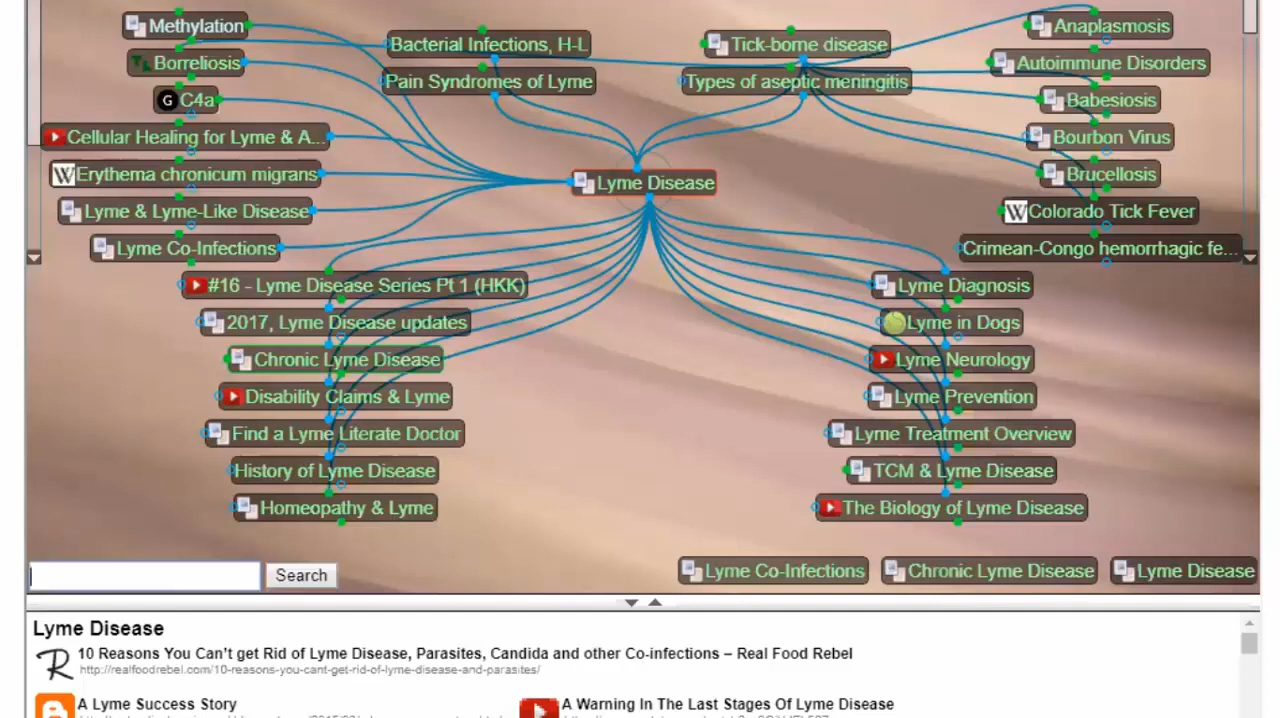 Methylation
Borreliosis
C4a
Cellular Healing for Lyme & A...
Erythema chronicum migrans
Lyme & Lyme-Like Disease
Lyme Co-Infections
Bacterial Infections, H-L
Pain Syndromes of Lyme
Tick-borne disease
Types of aseptic meningitis
Anaplasmosis
Autoimmune Disorders
Babesiosis
Bourbon Virus
Brucellosis
Colorado Tick Fever
Crimean-Congo hemorrhagic fe...
Lyme Disease
#16 - Lyme Disease Series Pt 1 (HKK)
2017, Lyme Disease updates
Chronic Lyme Disease
Disability Claims & Lyme
Find a Lyme Literate Doctor
History of Lyme Disease
Homeopathy & Lyme
Lyme Diagnosis
Lyme in Dogs
Lyme Neurology
Lyme Prevention
Lyme Treatment Overview
TCM & Lyme Disease
The Biology of Lyme Disease
Search
Lyme Co-Infections
Chronic Lyme Disease
Lyme Disease
Lyme Disease
10 Reasons You Can't get Rid of Lyme Disease, Parasites, Candida and other Co-infections – Real Food Rebel
http://realfoodrebel.com/10-reasons-you-cant-get-rid-of-lyme-disease-and-parasites/
A Lyme Success Story
A Warning In The Last Stages Of Lyme Disease